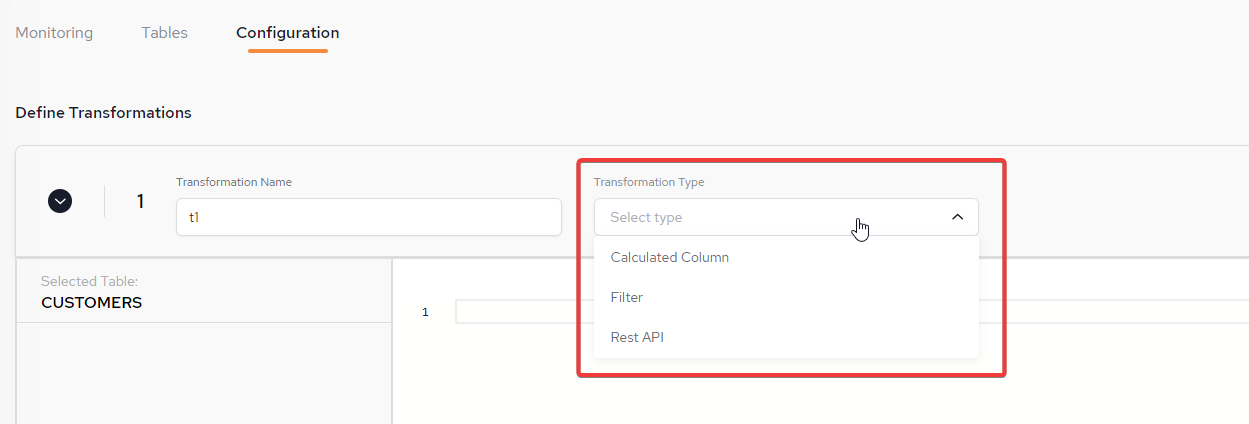 Monitoring Tables Configuration
Define Transformations
1
Transformation Name
t1
Transformation Type
Select type
Calculated Column
Filter
Rest API
Selected Table:
CUSTOMERS
1